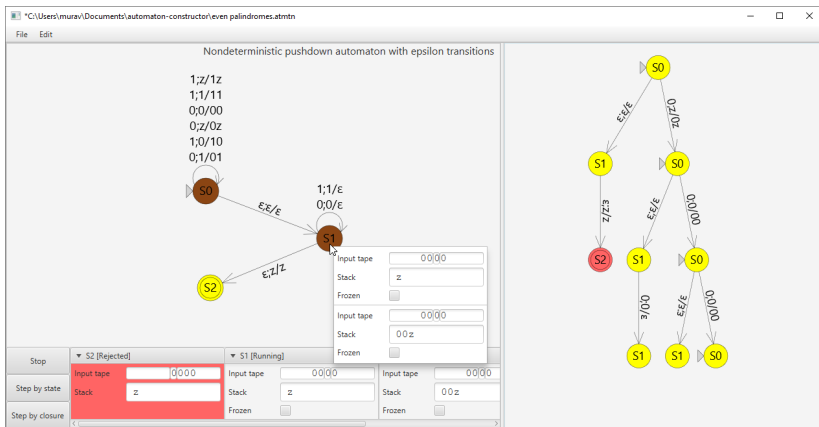 *C:\Users\murav\Documents\automaton-constructor\even palindromes.atmtn
File Edit
Nondeterministic pushdown automaton with epsilon transitions
1;z/1z
1;1/11
0;0/00
0;z/0z
1;0/10
0;1/01
S0
ε;ε/ε
1;1/ε
0;0/ε
S1
ε;z/z
S2
Input tape 0000
Stack z
Frozen
Input tape 0000
Stack 00z
Frozen
Stop
Step by state
Step by closure
S2 [Rejected]
Input tape 0000
Stack z
S1 [Running]
Input tape 0000
Stack z
Frozen
Input tape 0000
Stack 00z
Frozen
S0
ε;ε/ε
0;z/0z
S1
S0
ε;z/z
ε;ε/ε
0;0/00
S2
S1
S0
0;0/ε
ε;ε/ε
0;0/00
S1
S1
S0